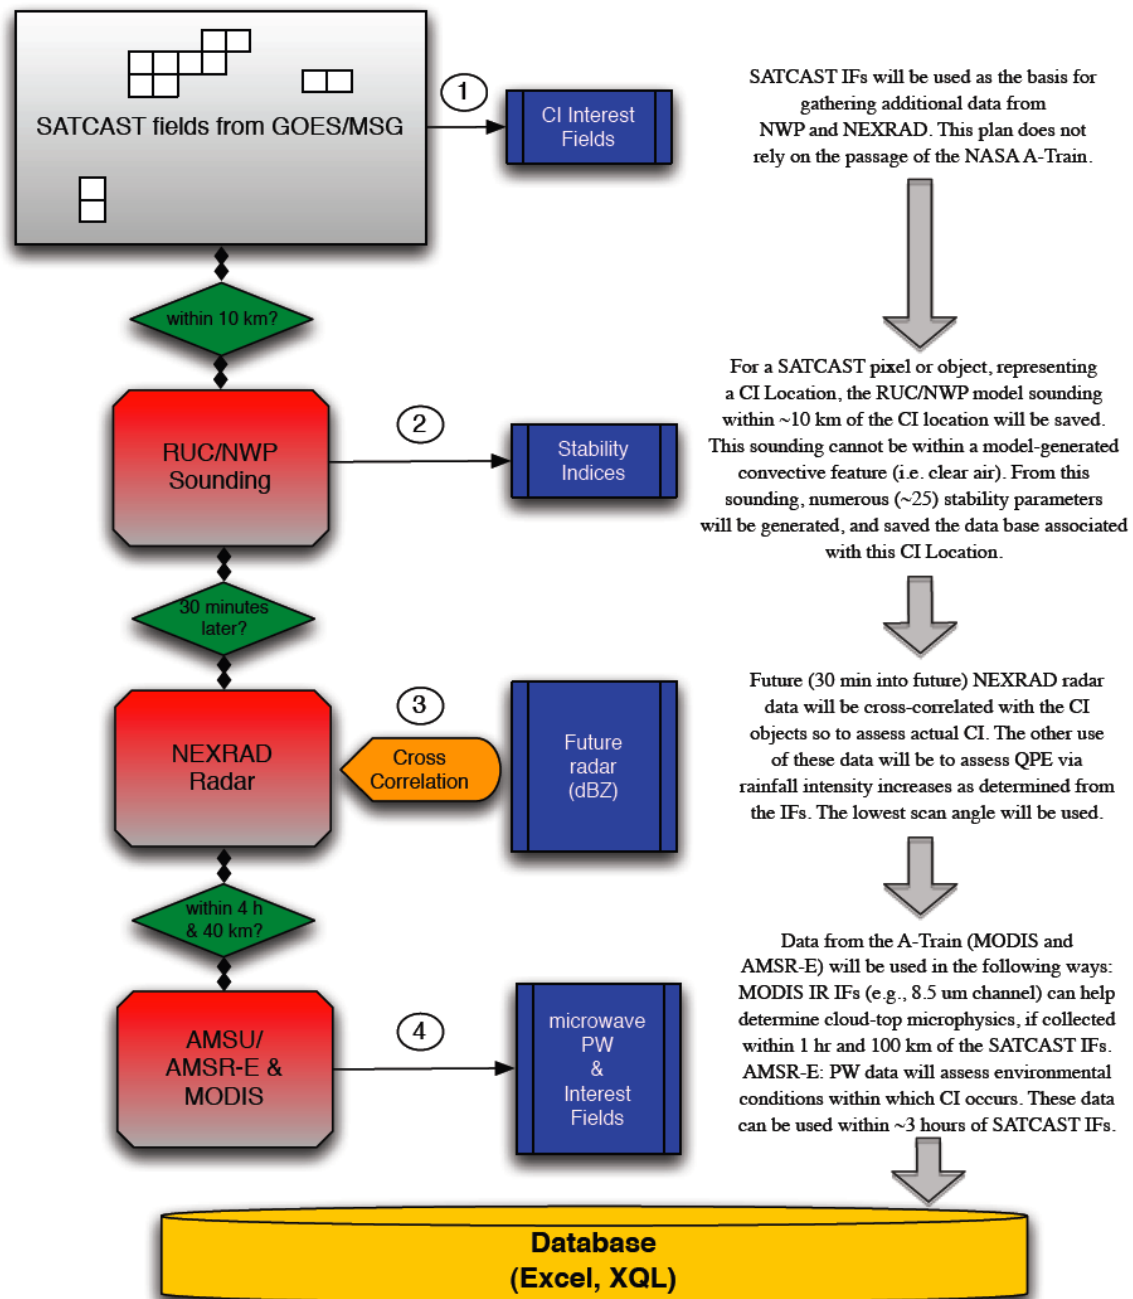 SATCAST fields from GOES/MSG
1
CI Interest
Fields
SATCAST IFs will be used as the basis for
gathering additional data from
NWP and NEXRAD. This plan does not
rely on the passage of the NASA A-Train.
within 10 km?
RUC/NWP
Sounding
2
Stability
Indices
For a SATCAST pixel or object, representing
a CI Location, the RUC/NWP model sounding
within ~10 km of the CI location will be saved.
This sounding cannot be within a model-generated
convective feature (i.e. clear air). From this
sounding, numerous (~25) stability parameters
will be generated, and saved the data base associated
with this CI Location.
30 minutes
later?
NEXRAD
Radar
3
Cross
Correlation
Future
radar
(dBZ)
Future (30 min into future) NEXRAD radar
data will be cross-correlated with the CI
objects so to assess actual CI. The other use
of these data will be to assess QPE via
rainfall intensity increases as determined from
the IFs. The lowest scan angle will be used.
within 4 h
& 40 km?
AMSU/
AMSR-E &
MODIS
4
microwave
PW
&
Interest
Fields
Data from the A-Train (MODIS and
AMSR-E) will be used in the following ways:
MODIS IR IFs (e.g., 8.5 um channel) can help
determine cloud-top microphysics, if collected
within 1 hr and 100 km of the SATCAST IFs.
AMSR-E: PW data will assess environmental
conditions within which CI occurs. These data
can be used within ~3 hours of SATCAST IFs.
Database
(Excel, XQL)